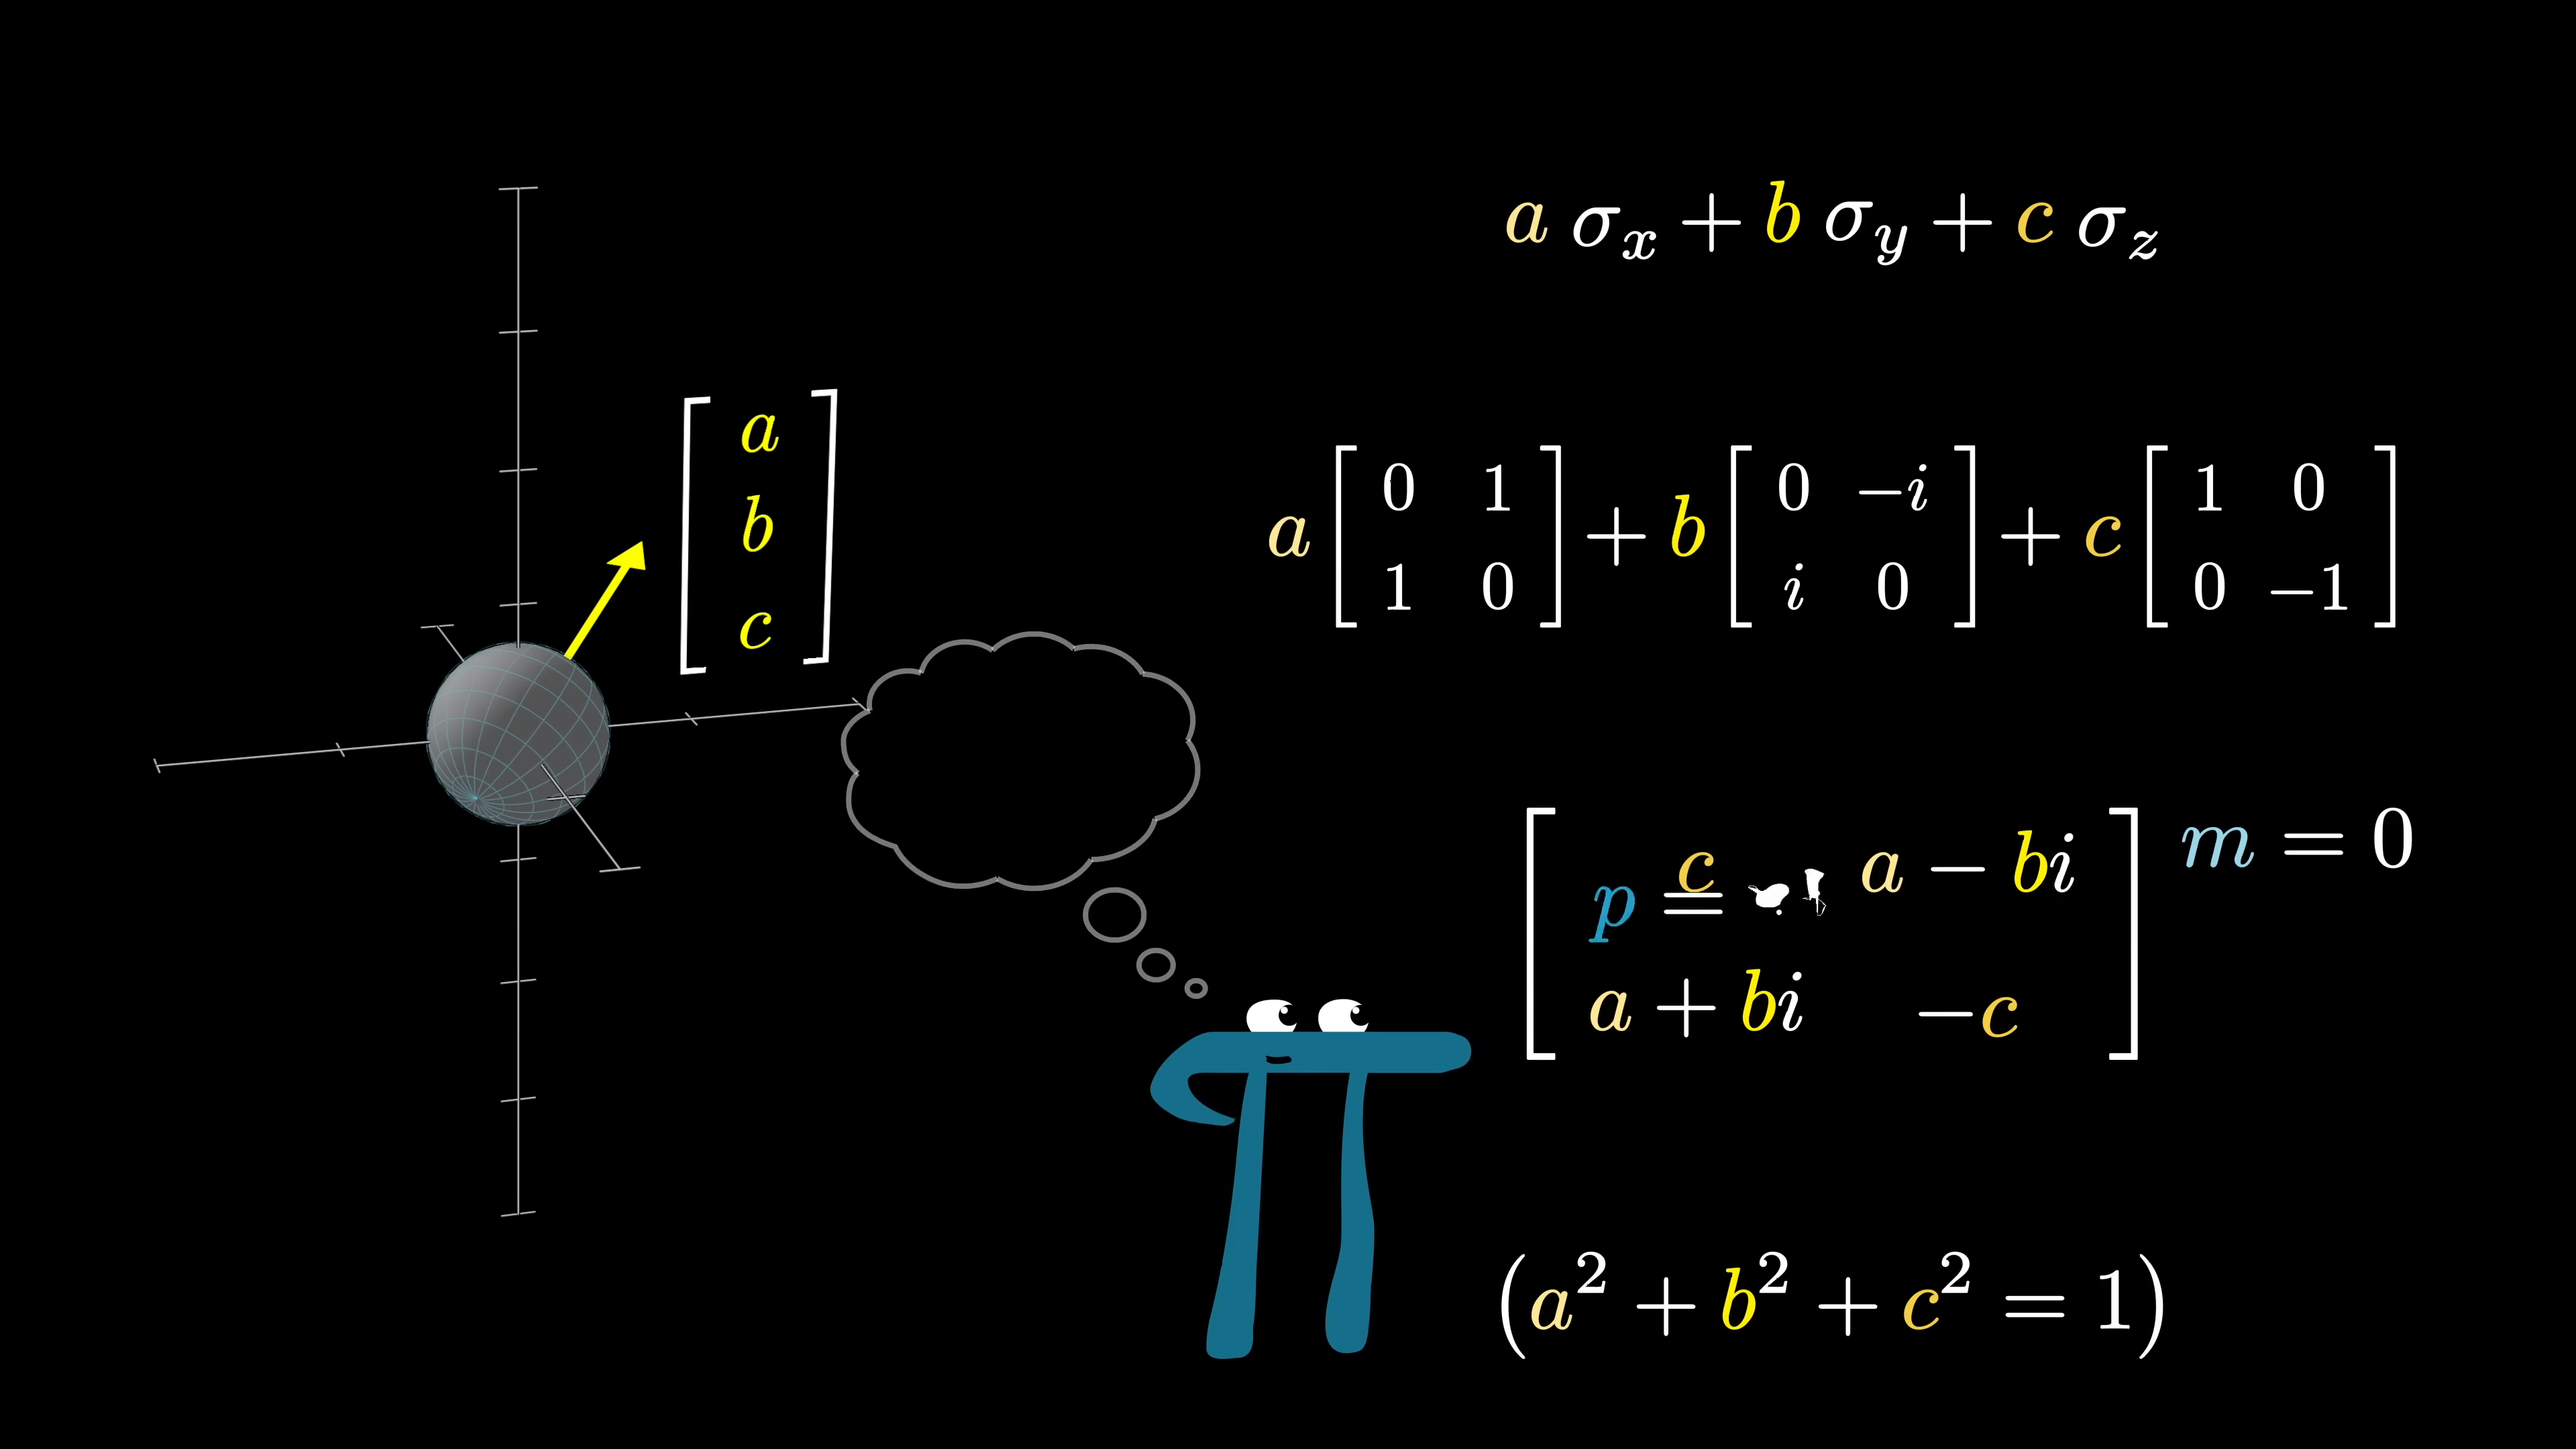 a σ_x + b σ_y + c σ_z
[ a
b
c ]
a [ 0 1 ; 1 0 ] + b [ 0 −i ; i 0 ] + c [ 1 0 ; 0 −1 ]
m = 0
[ c a − bi
p =
a + bi −c ]
(a² + b² + c² = 1)